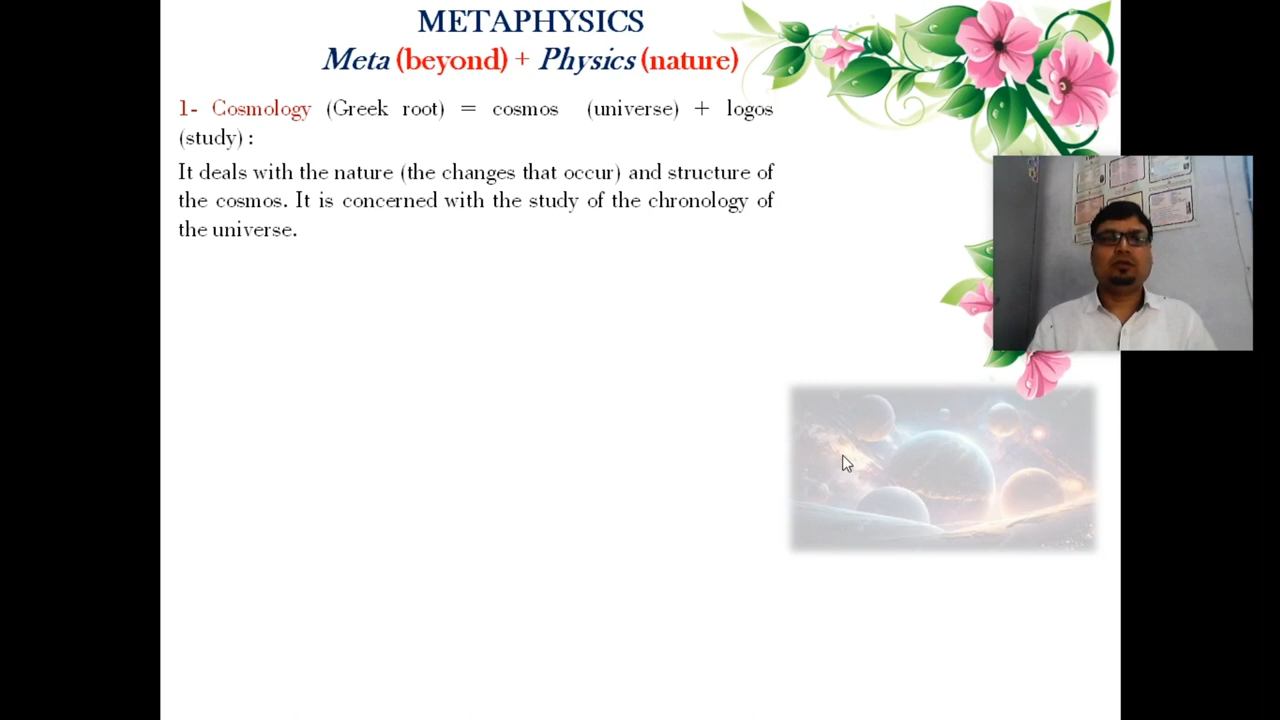 METAPHYSICS
Meta (beyond) + Physics (nature)
1- Cosmology (Greek root) = cosmos (universe) + logos
(study) :
It deals with the nature (the changes that occur) and structure of
the cosmos. It is concerned with the study of the chronology of
the universe.